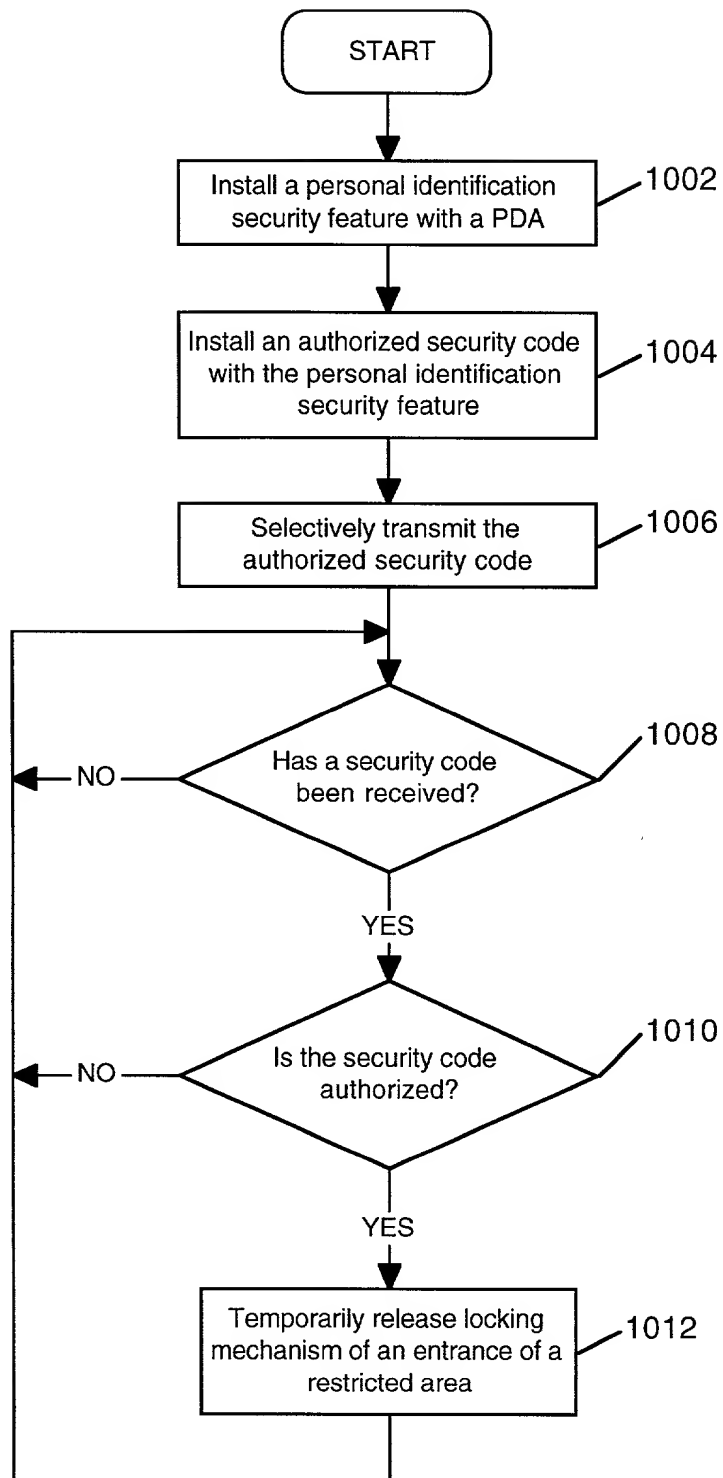 START
Install a personal identification
security feature with a PDA
1002
Install an authorized security code
with the personal identification
security feature
1004
Selectively transmit the
authorized security code
1006
Has a security code
been received?
1008
NO
YES
Is the security code
authorized?
1010
NO
YES
Temporarily release locking
mechanism of an entrance of a
restricted area
1012